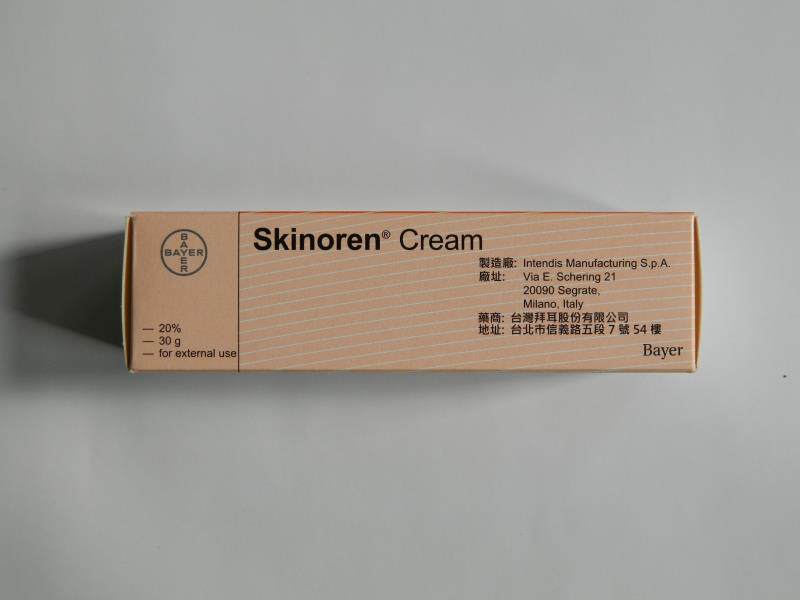 BAYER
BAYER
— 20%
— 30 g
— for external use
Skinoren® Cream
製造廠: Intendis Manufacturing S.p.A.
廠址: Via E. Schering 21
20090 Segrate,
Milano, Italy
藥商: 台灣拜耳股份有限公司
地址: 台北市信義路五段 7 號 54 樓
Bayer